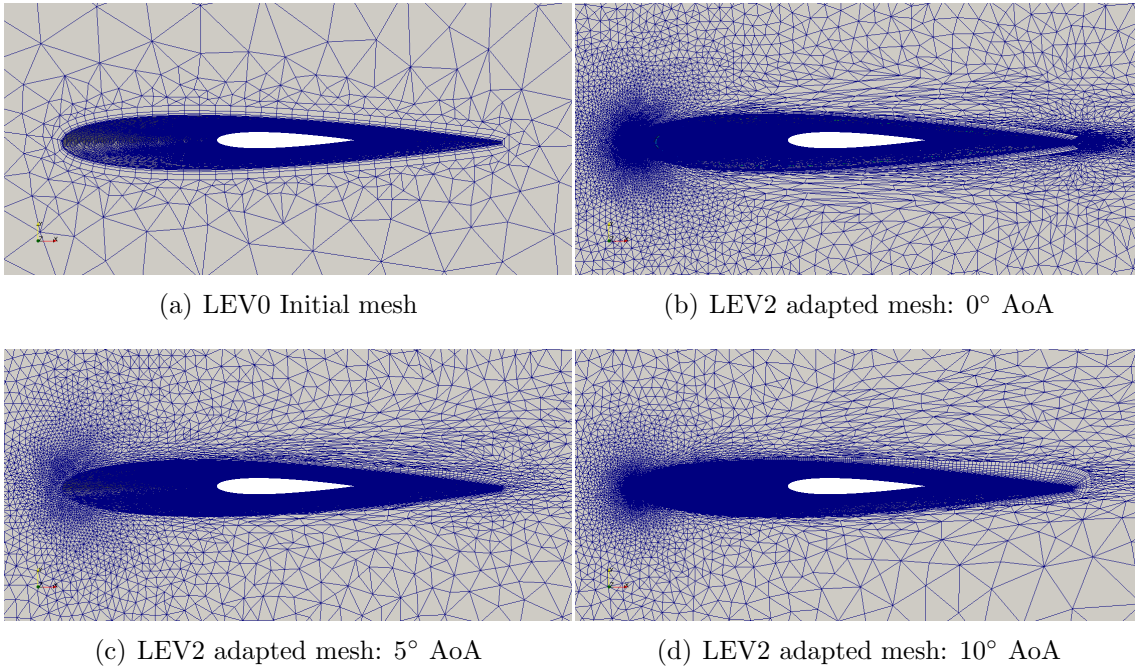 (a) LEV0 Initial mesh
(b) LEV2 adapted mesh: 0° AoA
(c) LEV2 adapted mesh: 5° AoA
(d) LEV2 adapted mesh: 10° AoA